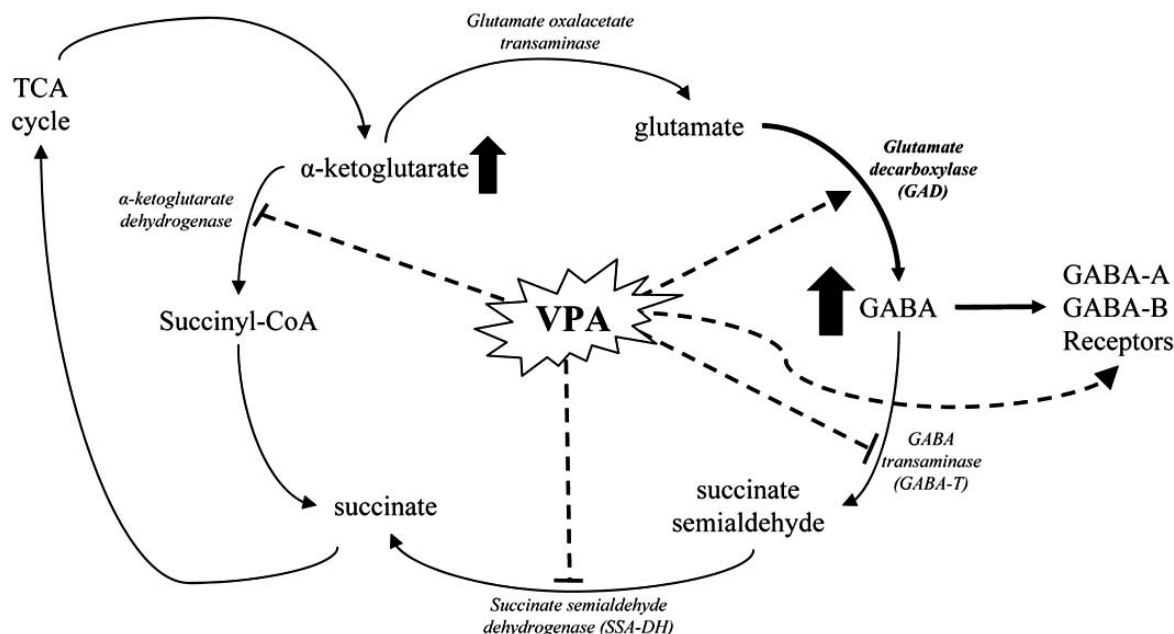 Glutamate oxalacetate
transaminase
TCA
cycle
glutamate
α-ketoglutarate
Glutamate
decarboxylase
(GAD)
α-ketoglutarate
dehydrogenase
VPA
GABA
GABA-A
GABA-B
Receptors
Succinyl-CoA
GABA
transaminase
(GABA-T)
succinate
succinate
semialdehyde
Succinate semialdehyde
dehydrogenase (SSA-DH)